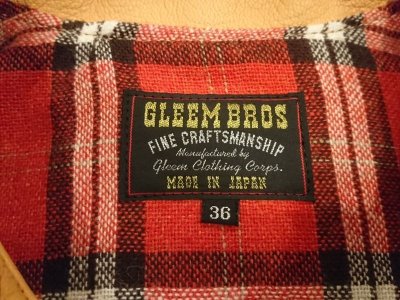 GLEEM BROS
FINE CRAFTSMANSHIP
Manufactured by
Gleem Clothing Corps.
MADE IN JAPAN
36